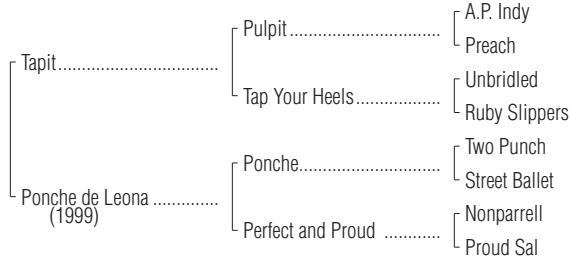 A.P. Indy
Pulpit
Preach
Tapit
Unbridled
Tap Your Heels
Ruby Slippers
Two Punch
Ponche
Street Ballet
Ponche de Leona
(1999)
Nonparrell
Perfect and Proud
Proud Sal